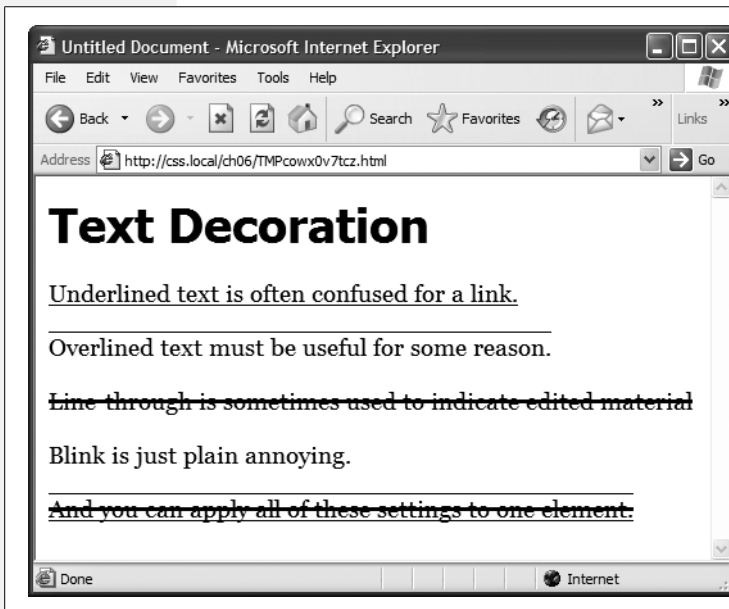 Untitled Document - Microsoft Internet Explorer
File Edit View Favorites Tools Help
Back Search Favorites Links
Address http://css.local/ch06/TMPcowx0v7tcz.html Go
Text Decoration
Underlined text is often confused for a link.
Overlined text must be useful for some reason.
Line-through is sometimes used to indicate edited material
Blink is just plain annoying.
And you can apply all of these settings to one element.
Done Internet